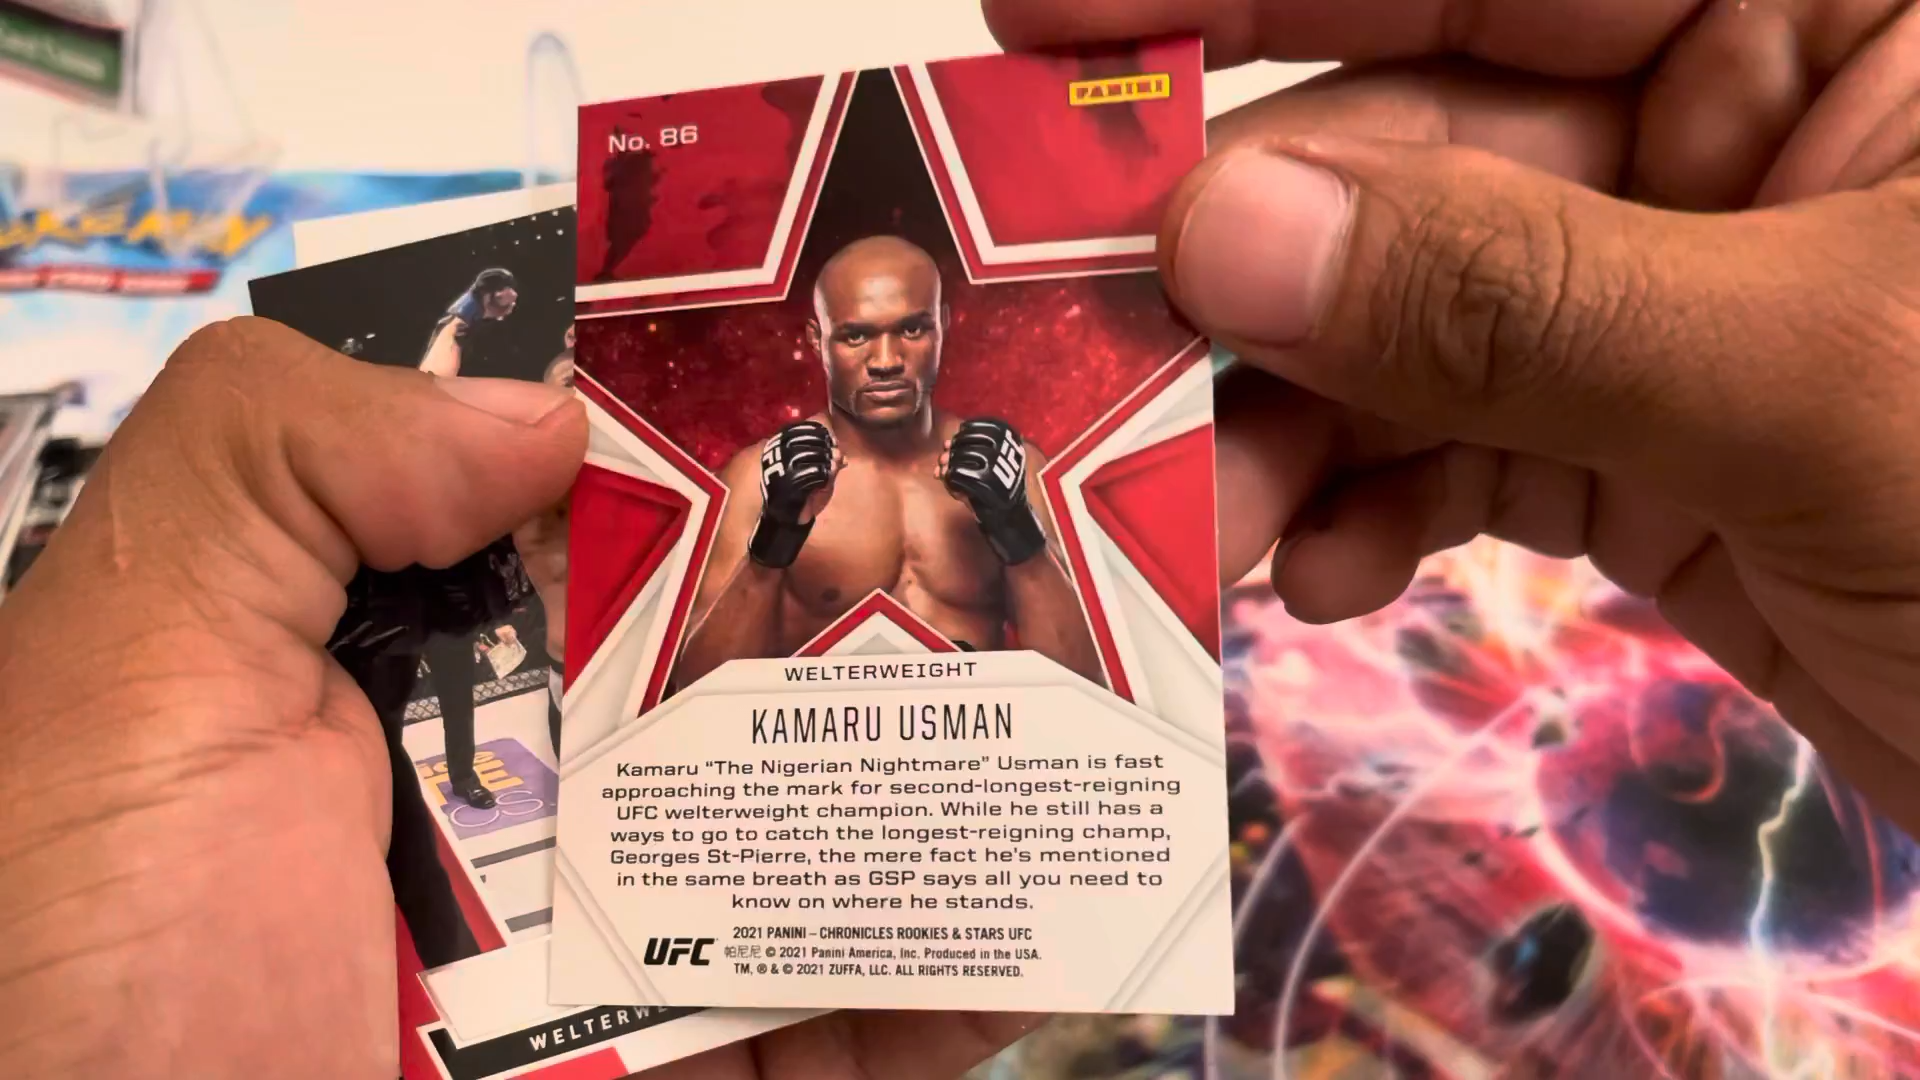 PANINI
No. 86
UFC
UFC
WELTERWEIGHT
KAMARU USMAN
Kamaru “The Nigerian Nightmare” Usman is fast
approaching the mark for second-longest-reigning
UFC welterweight champion. While he still has a
ways to go to catch the longest-reigning champ,
Georges St-Pierre, the mere fact he's mentioned
in the same breath as GSP says all you need to
know on where he stands.
UFC
2021 PANINI – CHRONICLES ROOKIES & STARS UFC
帕尼尼 © 2021 Panini America, Inc. Produced in the USA.
TM, ® & © 2021 ZUFFA, LLC. ALL RIGHTS RESERVED.